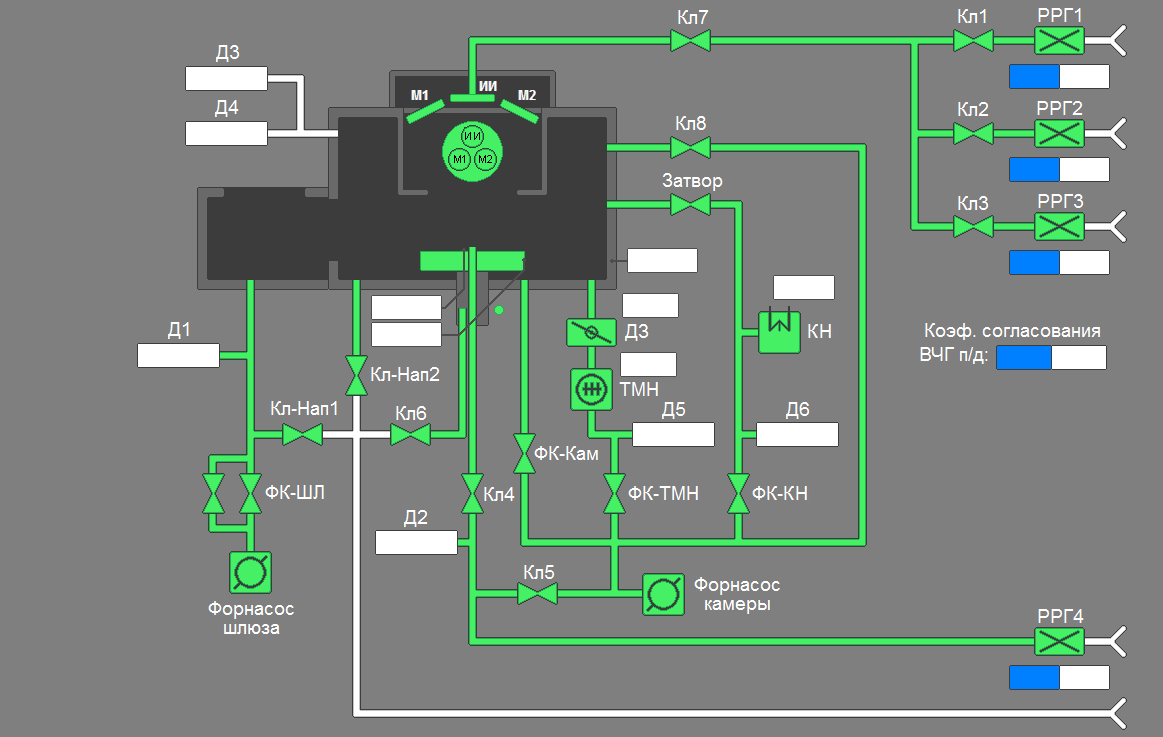 Кл7
Кл1
РРГ1
Д3
ИИ
М1
М2
Д4
Кл2
РРГ2
Кл8
ИИ
М1
М2
Затвор
Кл3
РРГ3
Д1
ДЗ
КН
Коэф. согласования
ВЧГ п/д:
Кл-Нап2
ТМН
Кл-Нап1
Кл6
Д5
Д6
ФК-Кам
ФК-ШЛ
Кл4
ФК-ТМН
ФК-КН
Д2
Кл5
Форнасос
камеры
Форнасос
шлюза
РРГ4